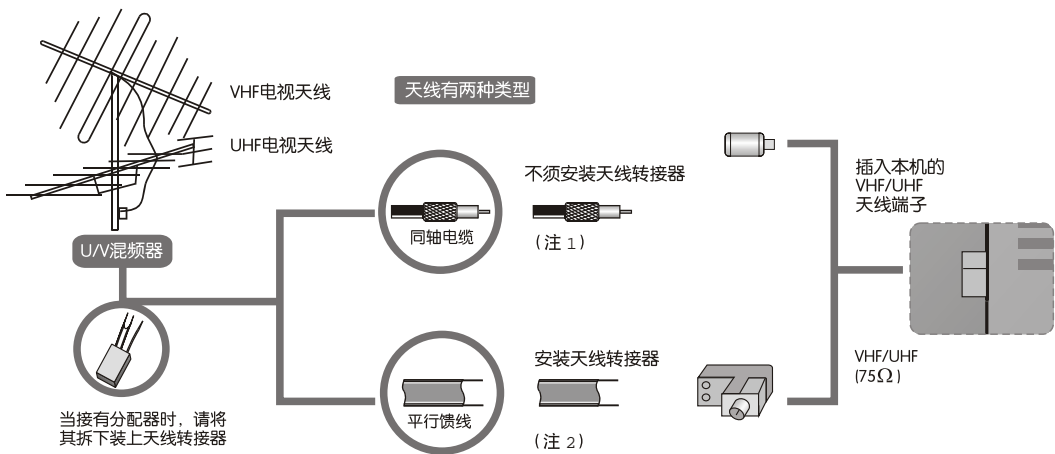 VHF电视天线
UHF电视天线
天线有两种类型
U/V混频器
当接有分配器时，请将
其拆下装上天线转接器
同轴电缆
不须安装天线转接器
(注 1)
平行馈线
安装天线转接器
(注 2)
插入本机的
VHF/UHF
天线端子
VHF/UHF
(75Ω)